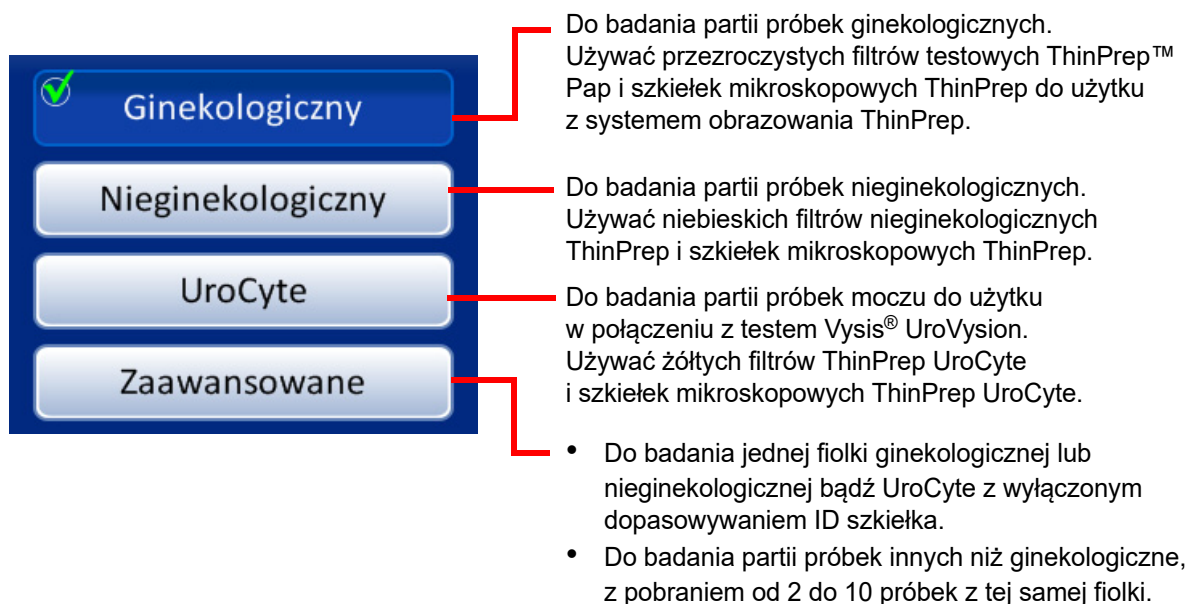 Ginekologiczny
Do badania partii próbek ginekologicznych.
Używać przezroczystych filtrów testowych ThinPrep™
Pap i szkiełek mikroskopowych ThinPrep do użytku
z systemem obrazowania ThinPrep.
Nieginekologiczny
Do badania partii próbek nieginekologicznych.
Używać niebieskich filtrów nieginekologicznych
ThinPrep i szkiełek mikroskopowych ThinPrep.
UroCyte
Do badania partii próbek moczu do użytku
w połączeniu z testem Vysis® UroVysion.
Używać żółtych filtrów ThinPrep UroCyte
i szkiełek mikroskopowych ThinPrep UroCyte.
Zaawansowane
• Do badania jednej fiolki ginekologicznej lub
nieginekologicznej bądź UroCyte z wyłączonym
dopasowywaniem ID szkiełka.
• Do badania partii próbek innych niż ginekologiczne,
z pobraniem od 2 do 10 próbek z tej samej fiolki.